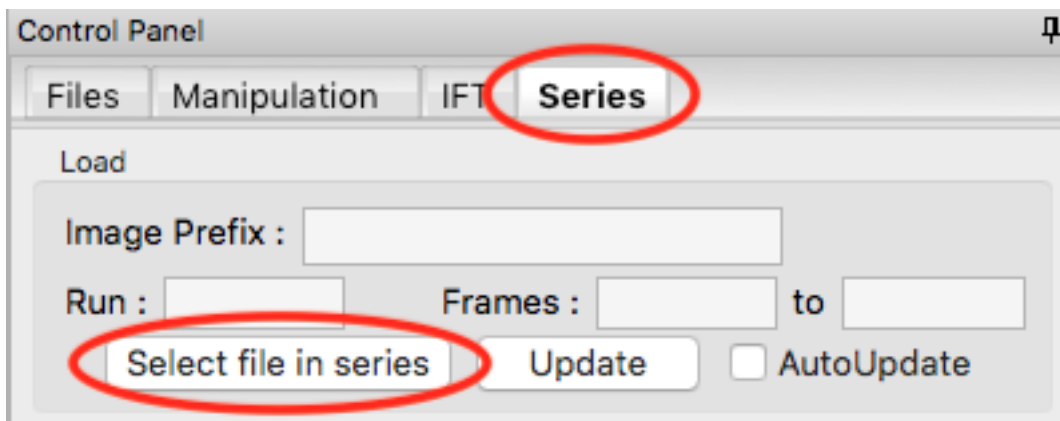 Control Panel
Files Manipulation IFT Series
Load
Image Prefix :
Run : Frames : to
Select file in series Update AutoUpdate